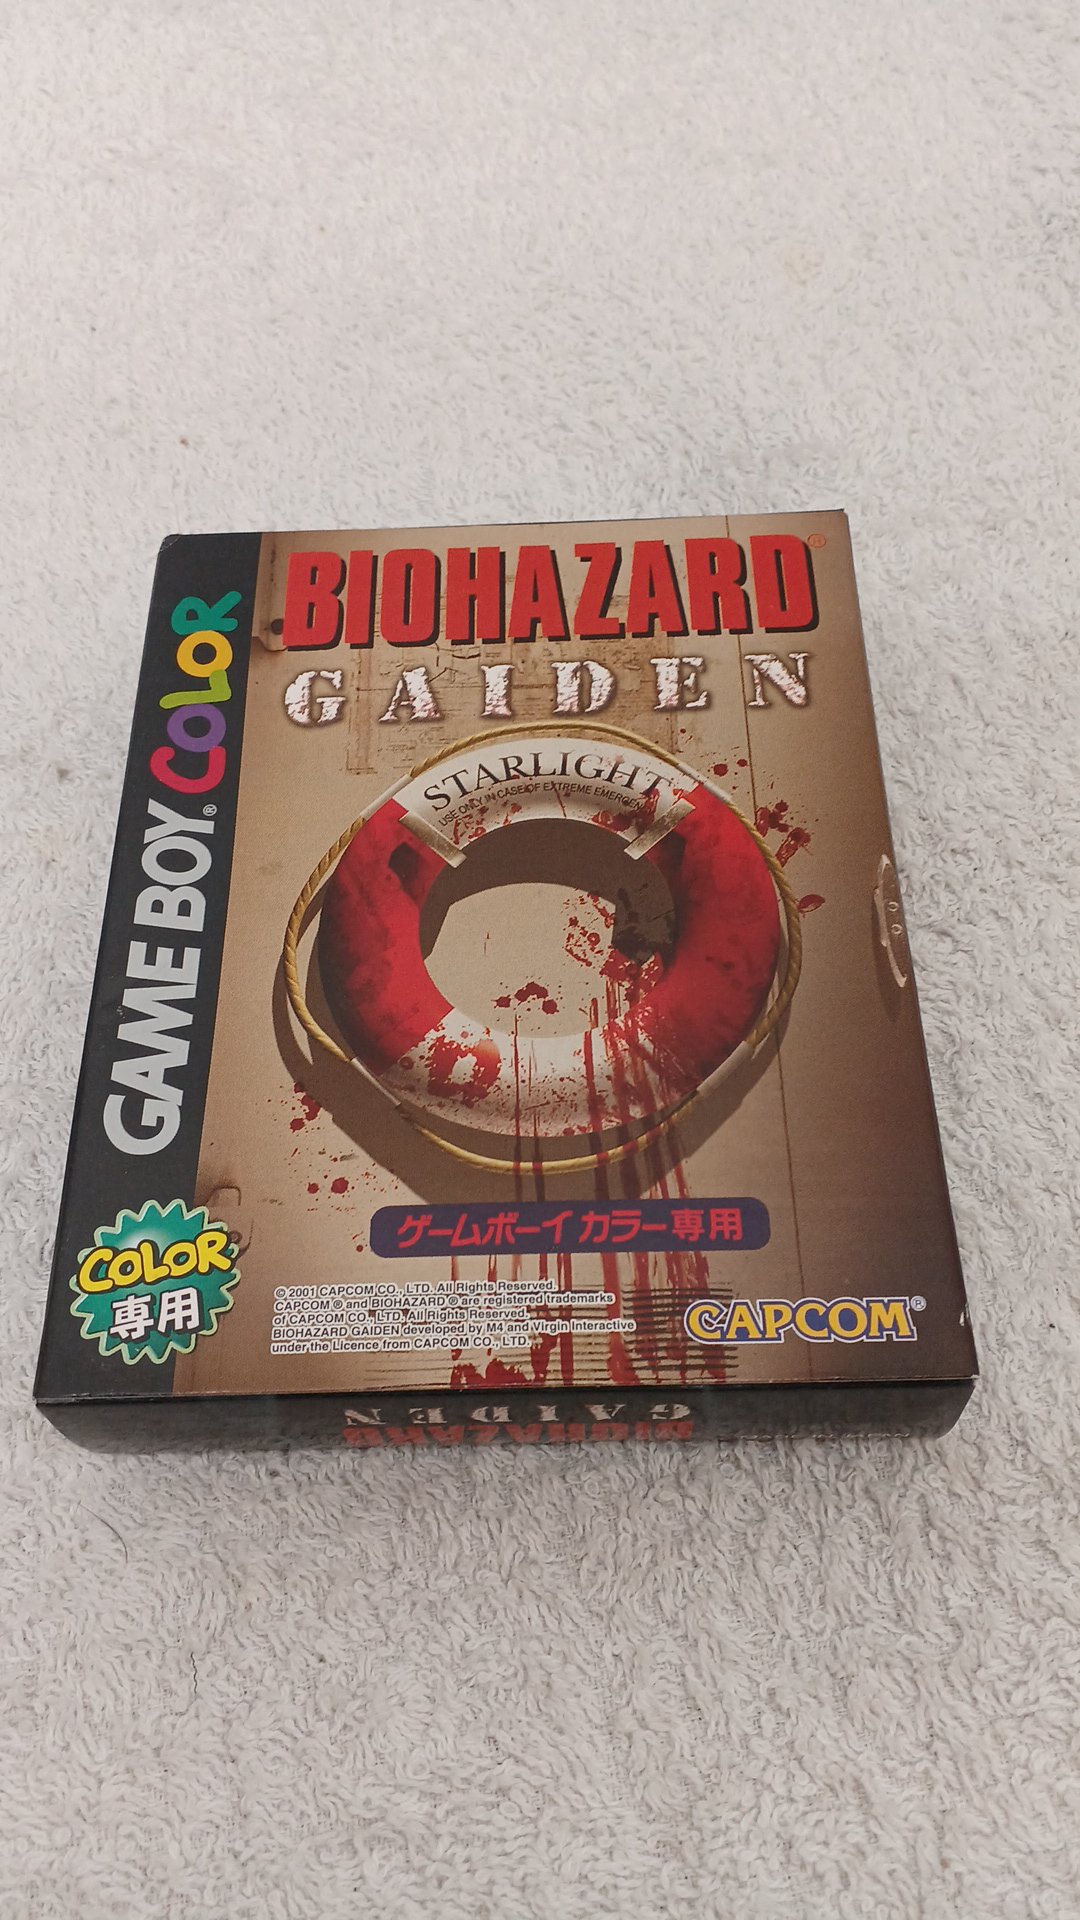 BIOHAZARD®
GAIDEN
GAME BOY® COLOR
STARLIGHT
USE ONLY IN CASE OF EXTREME EMERGEN
ゲームボーイ カラー専用
COLOR
専用
© 2001 CAPCOM CO., LTD. All Rights Reserved.
CAPCOM ® and BIOHAZARD ® are registered trademarks
of CAPCOM CO., LTD. All Rights Reserved.
BIOHAZARD GAIDEN developed by M4 and Virgin Interactive
under the Licence from CAPCOM CO., LTD.
CAPCOM®
GAIDEN
BIOHAZARD